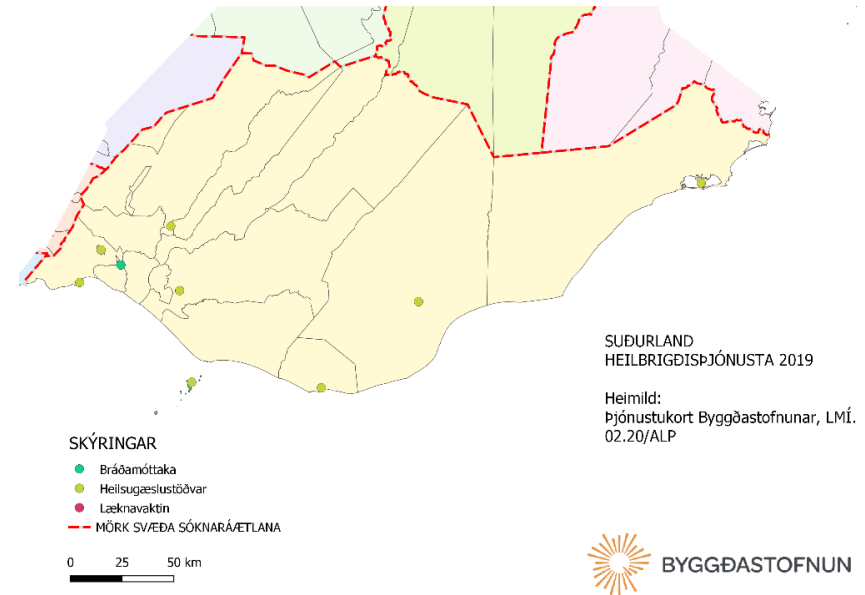 SUÐURLAND
HEILBRIGÐISÞJÓNUSTA 2019
Heimild:
Þjónustukort Byggðastofnunar, LMÍ.
02.20/ALP
SKÝRINGAR
Bráðamóttaka
Heilsugæslustöðvar
Læknavaktin
MÖRK SVÆÐA SÓKNARÁÆTLANA
0 25 50 km
BYGGÐASTOFNUN